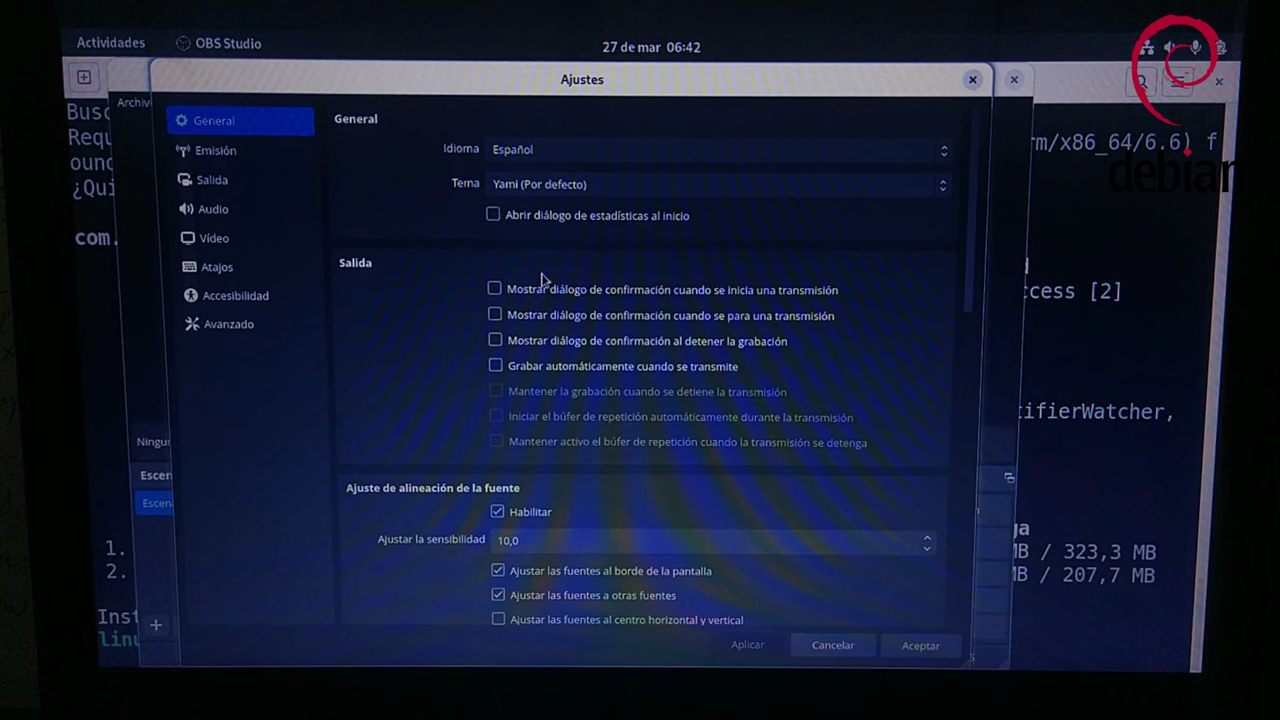 Actividades
OBS Studio
27 de mar 06:42
Ajustes
Archiv
Busc
Requ
ounc
¿Qui
com.
rm/x86_64/6.6) f
debian
ccess [2]
tifierWatcher,
MB / 323,3 MB
MB / 207,7 MB
1.
2.
Inst
linu
Ningu
Escen
Escen
General
Emisión
Salida
Audio
Vídeo
Atajos
Accesibilidad
Avanzado
General
Idioma Español
Tema Yami (Por defecto)
Abrir diálogo de estadísticas al inicio
Salida
Mostrar diálogo de confirmación cuando se inicia una transmisión
Mostrar diálogo de confirmación cuando se para una transmisión
Mostrar diálogo de confirmación al detener la grabación
Grabar automáticamente cuando se transmite
Mantener la grabación cuando se detiene la transmisión
Iniciar el búfer de repetición automáticamente durante la transmisión
Mantener activo el búfer de repetición cuando la transmisión se detenga
Ajuste de alineación de la fuente
Habilitar
Ajustar la sensibilidad 10,0
Ajustar las fuentes al borde de la pantalla
Ajustar las fuentes a otras fuentes
Ajustar las fuentes al centro horizontal y vertical
Aplicar
Cancelar
Aceptar